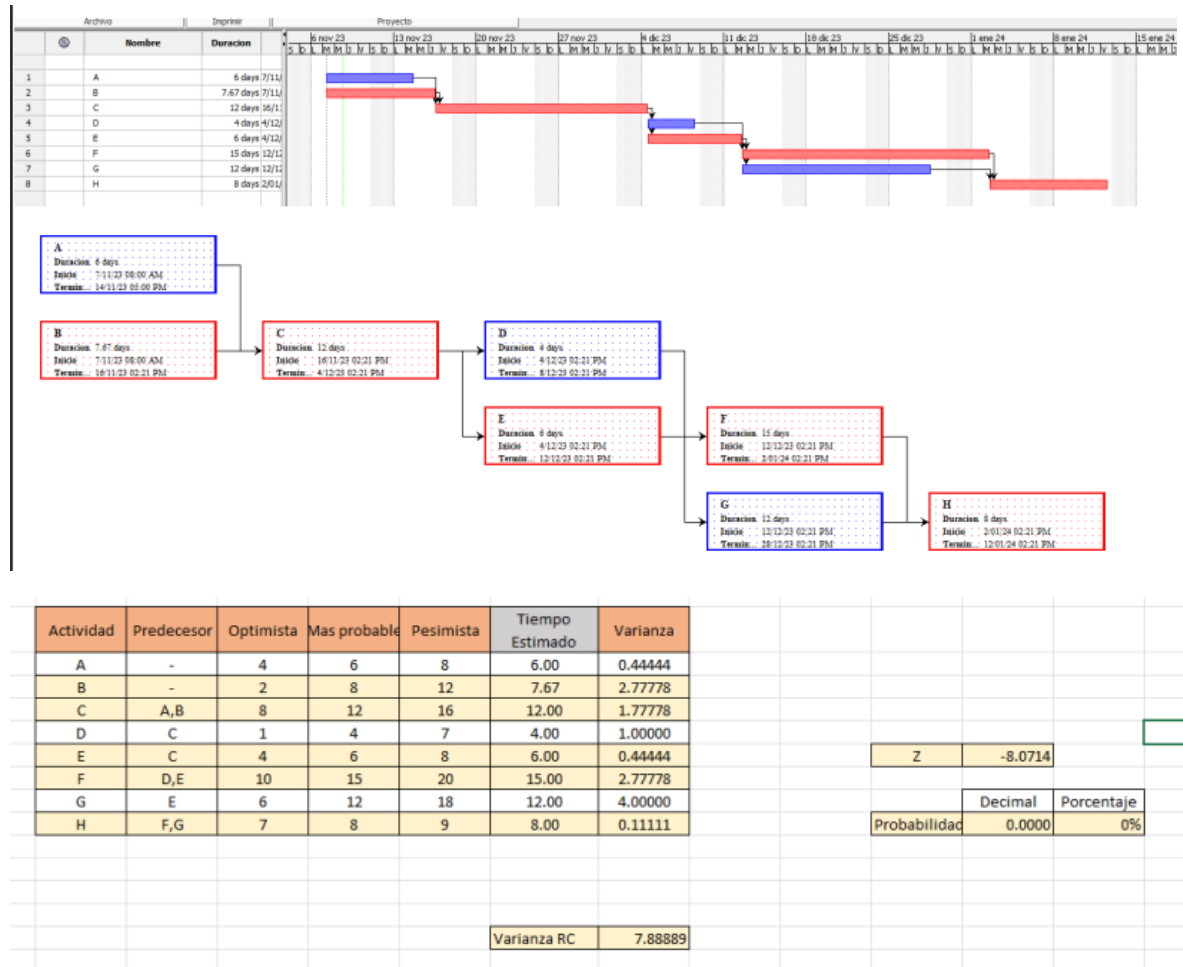 Archivo Imprimir Proyecto
Nombre Duracion 6 nov 23 13 nov 23 20 nov 23 27 nov 23 4 dic 23 11 dic 23 18 dic 23 25 dic 23 1 ene 24 8 ene 24 15 ene 24
S D L M M J V S D L M M J V S D L M M J V S D L M M J V S D L M M J V S D L M M J V S D L M M J V S D L M M J V S D L M M J V S D L M M J V S D L M M J
1 A 6 days 7/11/
2 B 7.67 days 7/11/
3 C 12 days 16/1
4 D 4 days 4/12/
5 E 6 days 4/12/
6 F 15 days 12/12
7 G 12 days 12/12
8 H 8 days 2/01/
A
Duracion 6 days
Inicio 7/11/23 08:00 AM
Termin... 14/11/23 05:00 PM
B
Duracion 7.67 days
Inicio 7/11/23 08:00 AM
Termin... 16/11/23 02:21 PM
C
Duracion 12 days
Inicio 16/11/23 02:21 PM
Termin... 4/12/23 02:21 PM
D
Duracion 4 days
Inicio 4/12/23 02:21 PM
Termin... 8/12/23 02:21 PM
E
Duracion 6 days
Inicio 4/12/23 02:21 PM
Termin... 12/12/23 02:21 PM
F
Duracion 15 days
Inicio 12/12/23 02:21 PM
Termin... 2/01/24 02:21 PM
G
Duracion 12 days
Inicio 12/12/23 02:21 PM
Termin... 28/12/23 02:21 PM
H
Duracion 8 days
Inicio 2/01/24 02:21 PM
Termin... 12/01/24 02:21 PM
Actividad Predecesor Optimista Mas probable Pesimista Tiempo Estimado Varianza
A - 4 6 8 6.00 0.44444
B - 2 8 12 7.67 2.77778
C A,B 8 12 16 12.00 1.77778
D C 1 4 7 4.00 1.00000
E C 4 6 8 6.00 0.44444 Z -8.0714
F D,E 10 15 20 15.00 2.77778
G E 6 12 18 12.00 4.00000 Decimal Porcentaje
H F,G 7 8 9 8.00 0.11111 Probabilidad 0.0000 0%
Varianza RC 7.88889